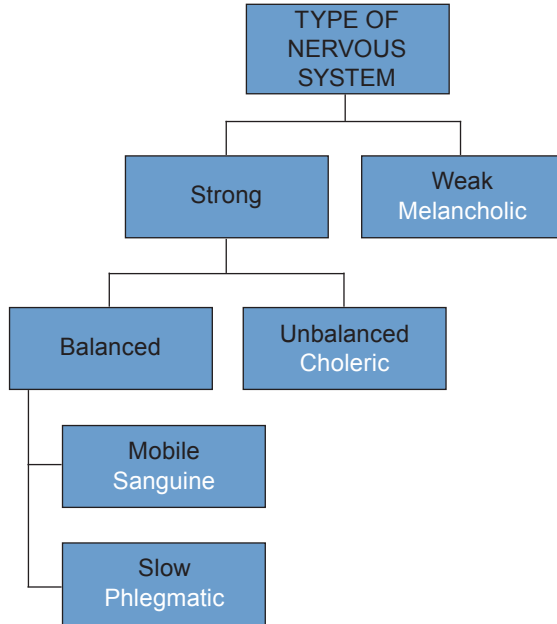 TYPE OF
NERVOUS
SYSTEM
Strong
Weak
Melancholic
Balanced
Unbalanced
Choleric
Mobile
Sanguine
Slow
Phlegmatic